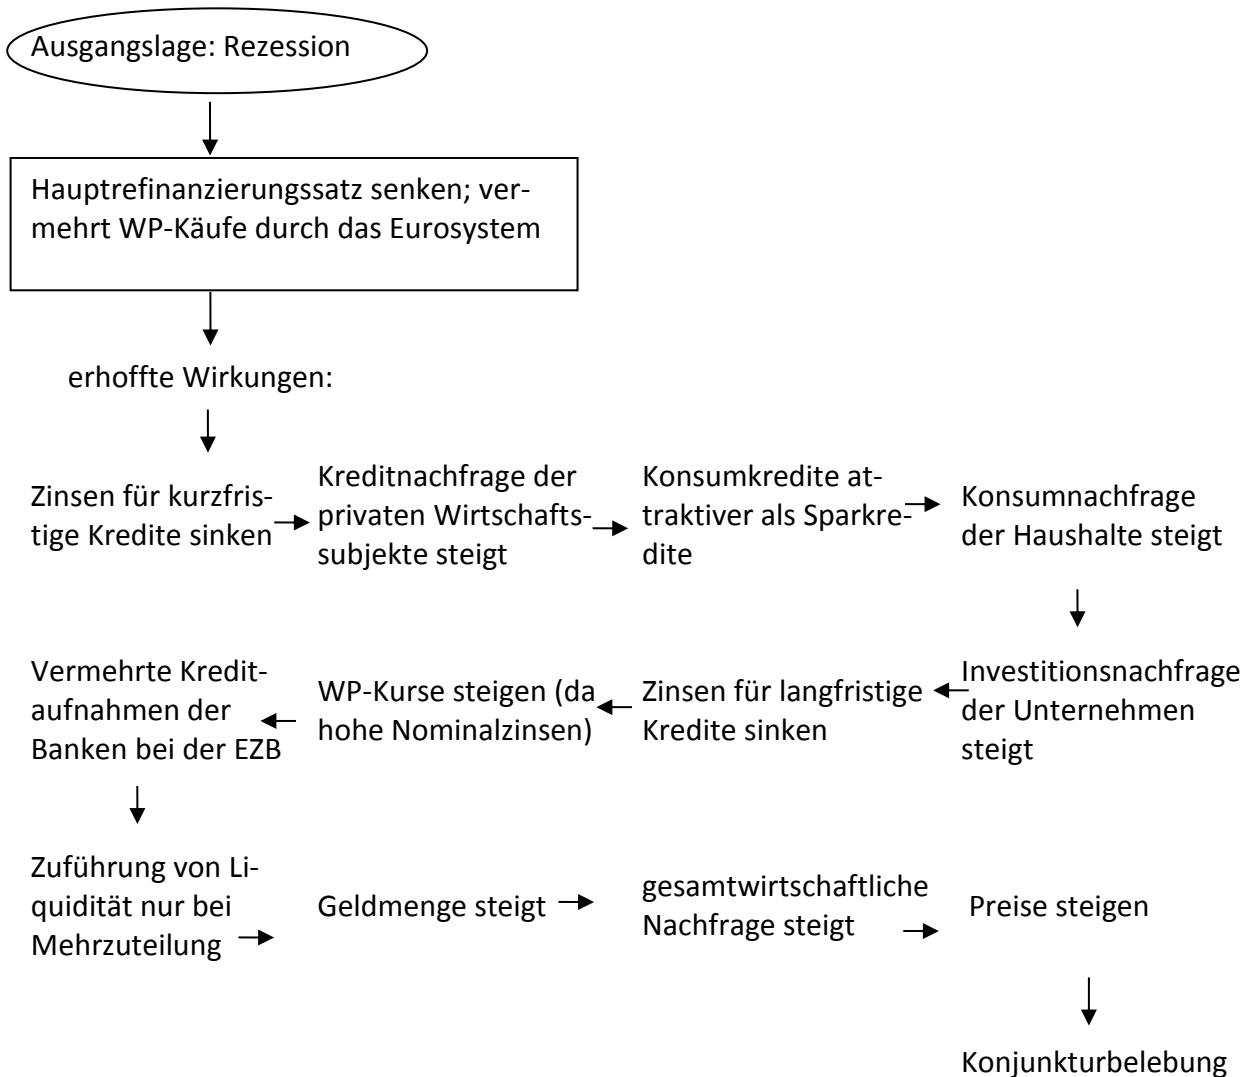 Ausgangslage: Rezession
Hauptrefinanzierungssatz senken; ver-
mehrt WP-Käufe durch das Eurosystem
erhoffte Wirkungen:
Zinsen für kurzfris-
tige Kredite sinken
Kreditnachfrage der
privaten Wirtschafts-
subjekte steigt
Konsumkredite at-
traktiver als Sparkre-
dite
Konsumnachfrage
der Haushalte steigt
Investitionsnachfrage
der Unternehmen
steigt
Zinsen für langfristige
Kredite sinken
WP-Kurse steigen (da
hohe Nominalzinsen)
Vermehrte Kredit-
aufnahmen der
Banken bei der EZB
Zuführung von Li-
quidität nur bei
Mehrzuteilung
Geldmenge steigt
gesamtwirtschaftliche
Nachfrage steigt
Preise steigen
Konjunkturbelebung